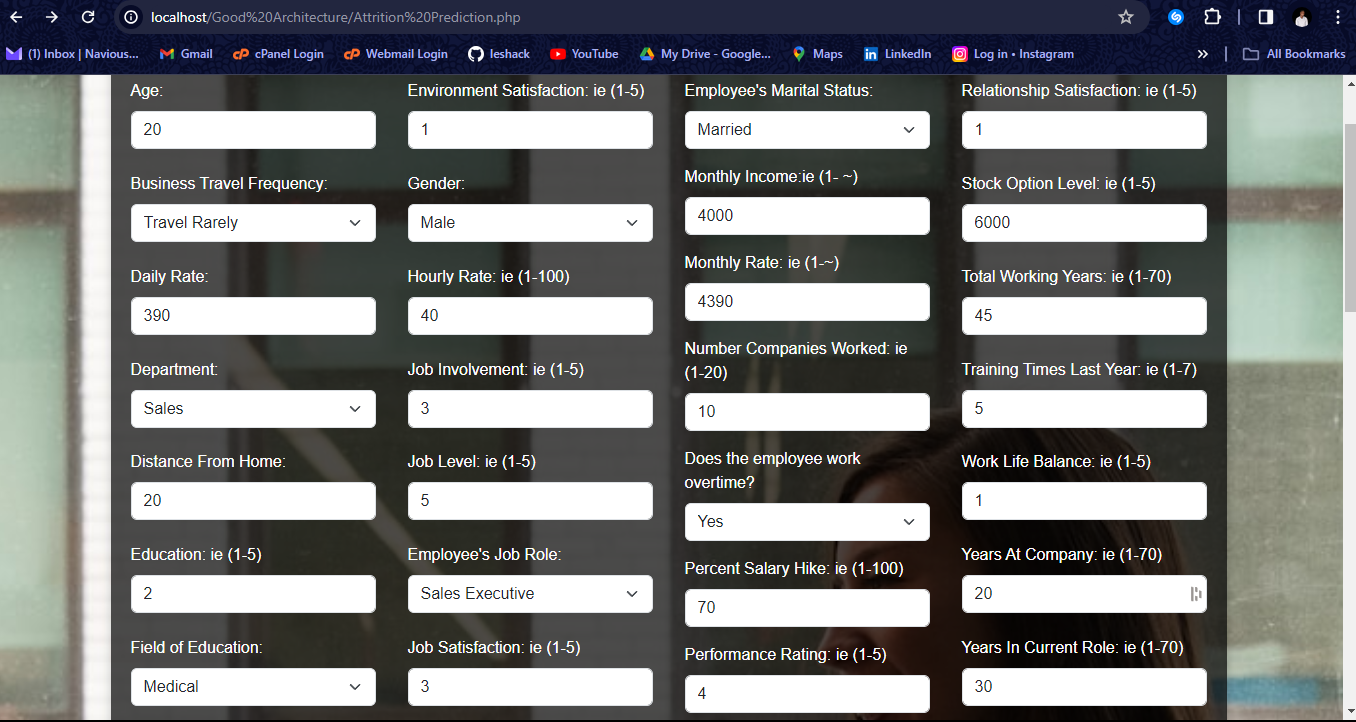 localhost/Good%20Architecture/Attrition%20Prediction.php
(1) Inbox | Navious...
Gmail
cPanel Login
Webmail Login
leshack
YouTube
My Drive - Google...
Maps
LinkedIn
Log in • Instagram
»
All Bookmarks
Age:
20
Business Travel Frequency:
Travel Rarely
Daily Rate:
390
Department:
Sales
Distance From Home:
20
Education: ie (1-5)
2
Field of Education:
Medical
Environment Satisfaction: ie (1-5)
1
Gender:
Male
Hourly Rate: ie (1-100)
40
Job Involvement: ie (1-5)
3
Job Level: ie (1-5)
5
Employee's Job Role:
Sales Executive
Job Satisfaction: ie (1-5)
3
Employee's Marital Status:
Married
Monthly Income:ie (1- ~)
4000
Monthly Rate: ie (1-~)
4390
Number Companies Worked: ie
(1-20)
10
Does the employee work
overtime?
Yes
Percent Salary Hike: ie (1-100)
70
Performance Rating: ie (1-5)
4
Relationship Satisfaction: ie (1-5)
1
Stock Option Level: ie (1-5)
6000
Total Working Years: ie (1-70)
45
Training Times Last Year: ie (1-7)
5
Work Life Balance: ie (1-5)
1
Years At Company: ie (1-70)
20
Years In Current Role: ie (1-70)
30